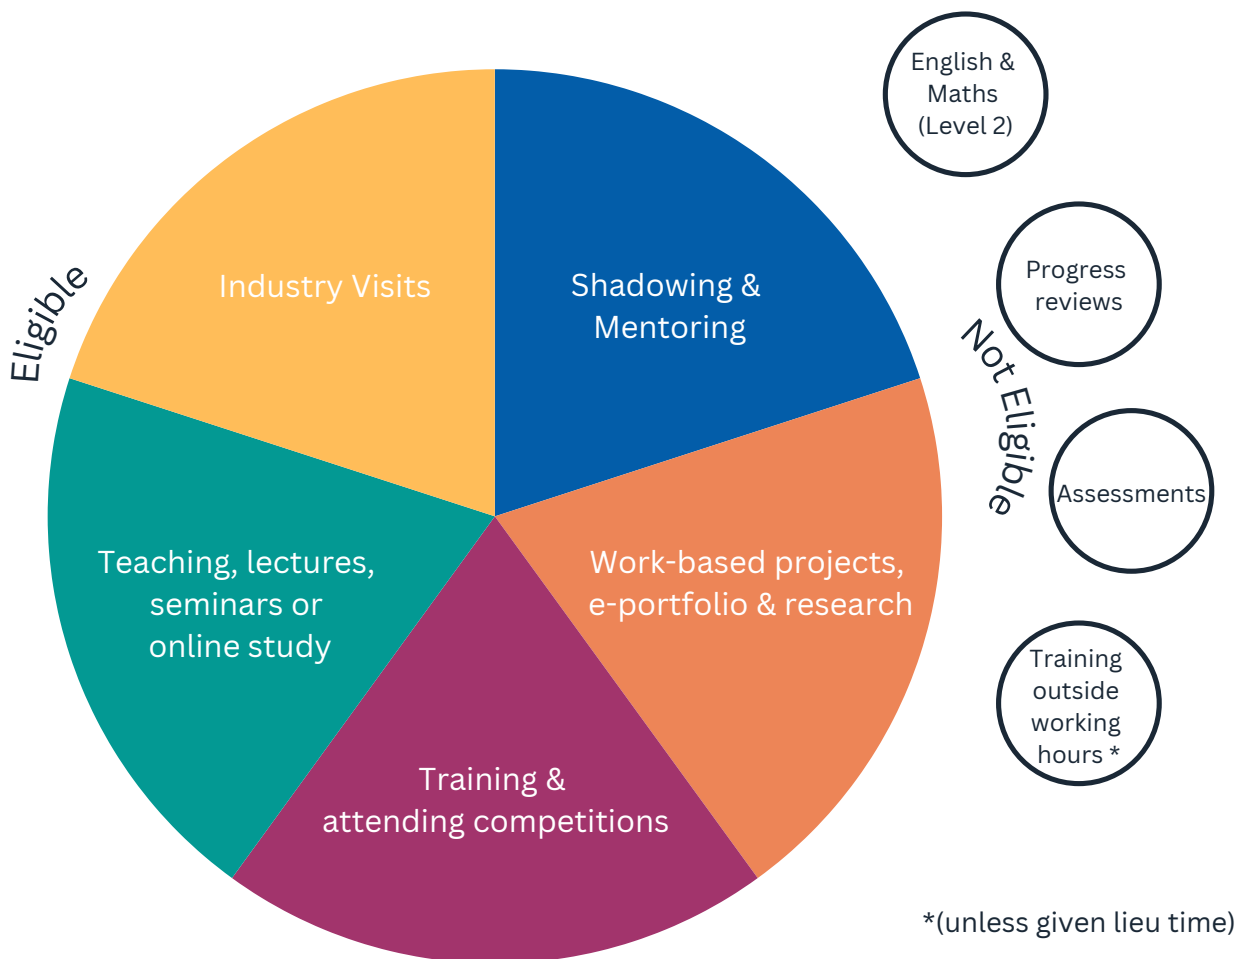 Eligible
Industry Visits
Shadowing &
Mentoring
Teaching, lectures,
seminars or
online study
Work-based projects,
e-portfolio & research
Training &
attending competitions
Not Eligible
English &
Maths
(Level 2)
Progress
reviews
Assessments
Training
outside
working
hours *
*(unless given lieu time)